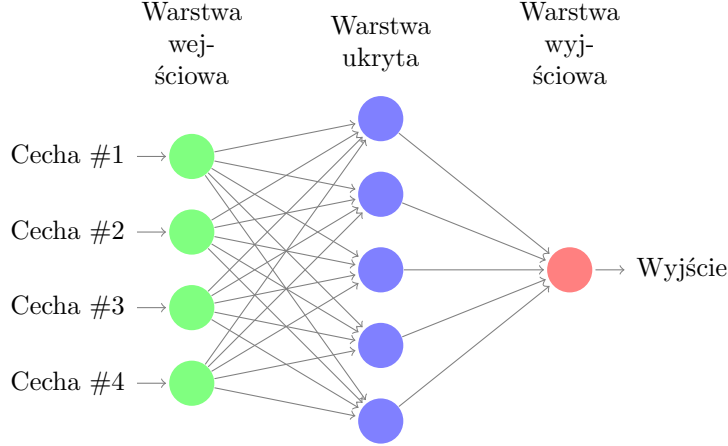 Warstwa
wej-
ściowa
Warstwa
ukryta
Warstwa
wyj-
ściowa
Cecha #1
Cecha #2
Cecha #3
Cecha #4
Wyjście